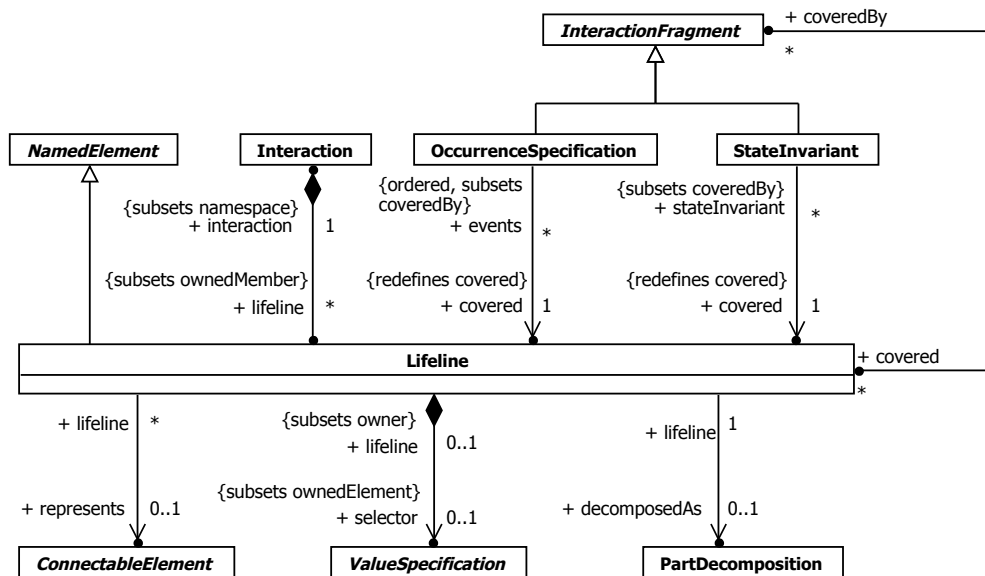 + coveredBy
InteractionFragment
*
NamedElement
Interaction
OccurrenceSpecification
StateInvariant
{subsets namespace}
+ interaction
1
{ordered, subsets
coveredBy}
+ events
*
{subsets coveredBy}
+ stateInvariant
*
{subsets ownedMember}
+ lifeline
*
{redefines covered}
+ covered
1
{redefines covered}
+ covered
1
Lifeline
+ covered
*
+ lifeline
*
{subsets owner}
+ lifeline
0..1
+ lifeline
1
+ represents
0..1
{subsets ownedElement}
+ selector
0..1
+ decomposedAs
0..1
ConnectableElement
ValueSpecification
PartDecomposition